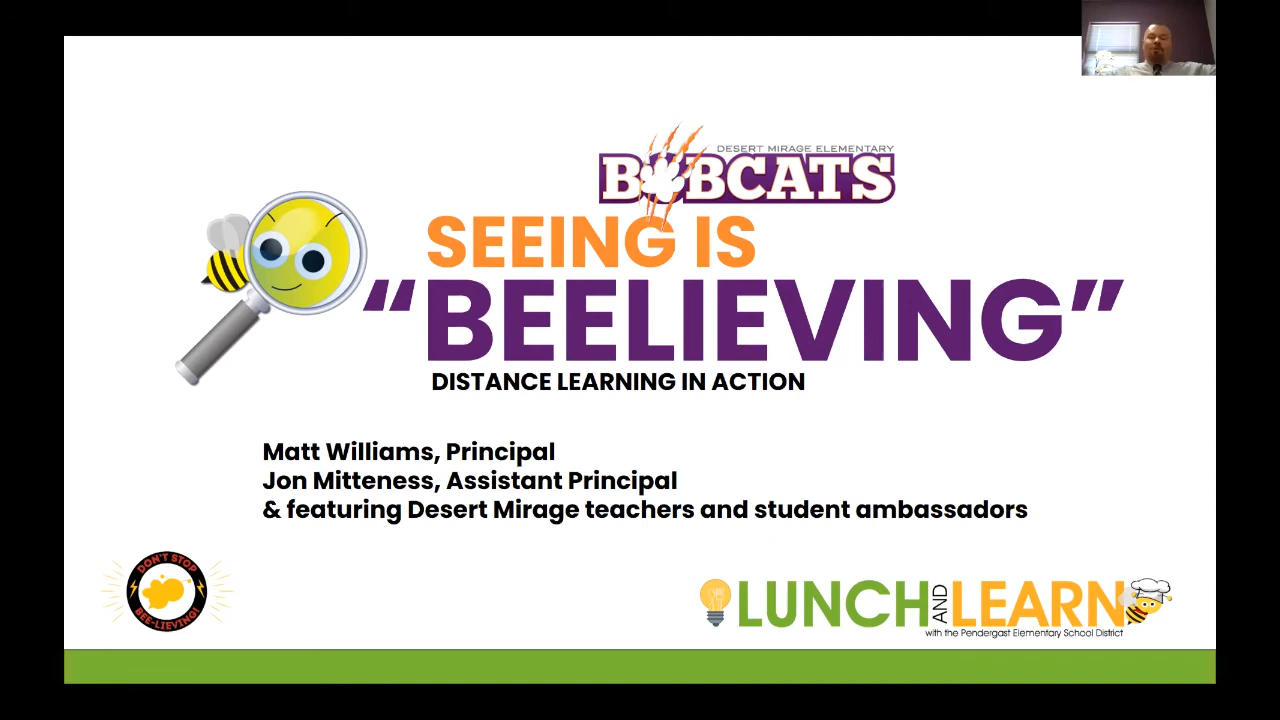 DESERT MIRAGE ELEMENTARY
BOBCATS
SEEING IS
“BEELIEVING”
DISTANCE LEARNING IN ACTION
Matt Williams, Principal
Jon Mitteness, Assistant Principal
& featuring Desert Mirage teachers and student ambassadors
DON'T STOP
BEE-LIEVING!
LUNCH AND LEARN
with the Pendergast Elementary School District